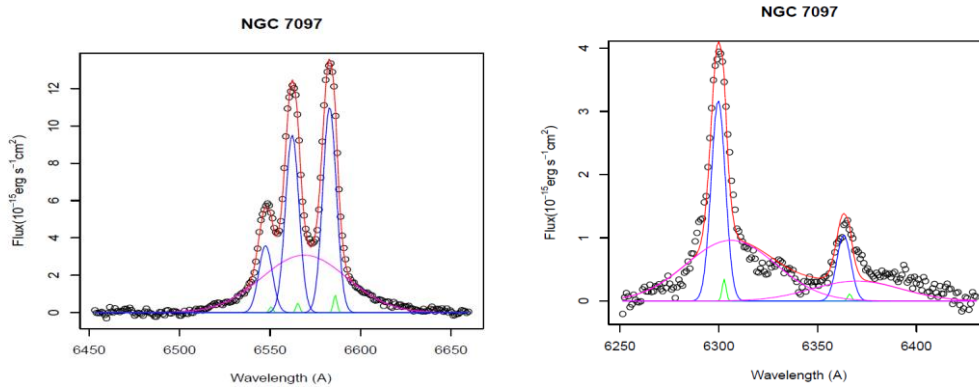 NGC 7097
Flux(10⁻¹⁵erg s⁻¹cm²)
0 2 4 6 8 10 12
6450 6500 6550 6600 6650
Wavelength (A)
NGC 7097
Flux(10⁻¹⁵erg s⁻¹cm²)
0 1 2 3 4
6250 6300 6350 6400
Wavelength (A)